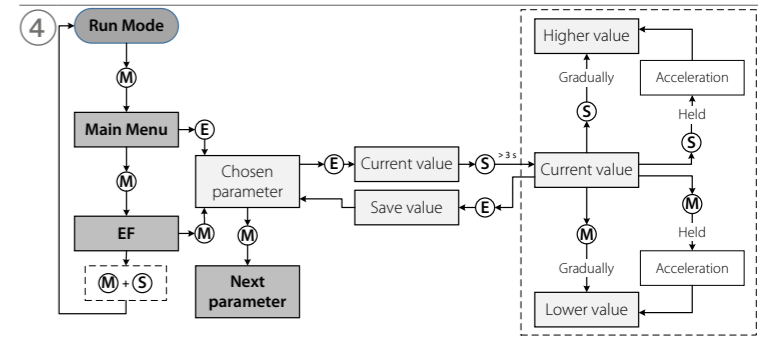 4
Run Mode
M
Main Menu
E
M
EF
M
M + S
Chosen
parameter
M
Next
parameter
E
Current value
S
> 3 s
Save value
E
Higher value
Gradually
S
Acceleration
Held
S
Current value
M
Gradually
Lower value
M
Held
Acceleration